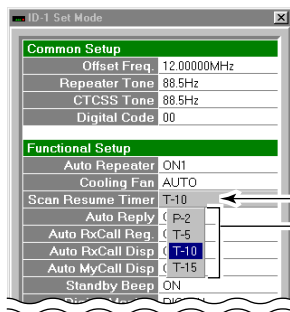 ID-1 Set Mode
Common Setup
Offset Freq. 12.00000MHz
Repeater Tone 88.5Hz
CTCSS Tone 88.5Hz
Digital Code 00
Functional Setup
Auto Repeater ON1
Cooling Fan AUTO
Scan Resume Timer T-10
Auto Reply P-2
Auto RxCall Reg. T-5
Auto RxCall Disp T-10
Auto MyCall Disp T-15
Standby Beep ON